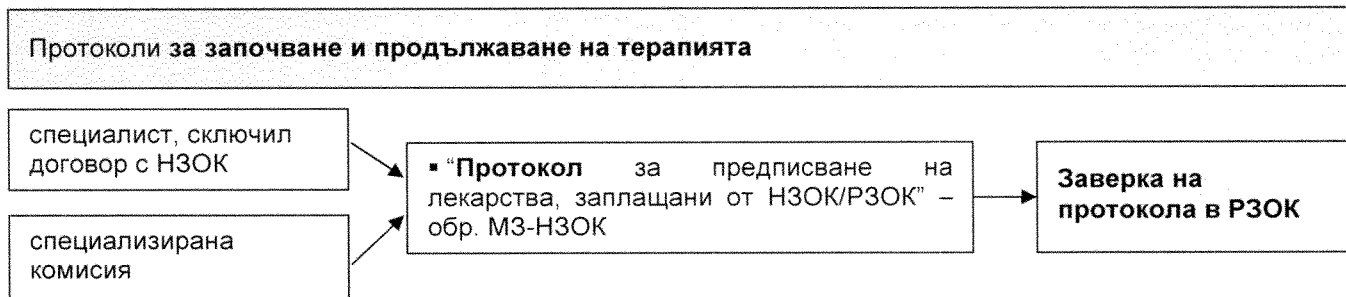 Протоколи за започване и продължаване на терапията
специалист, сключил
договор с НЗОК
специализирана
комисия
▪ “Протокол за предписване на
лекарства, заплащани от НЗОК/РЗОК” –
обр. МЗ-НЗОК
Заверка на
протокола в РЗОК